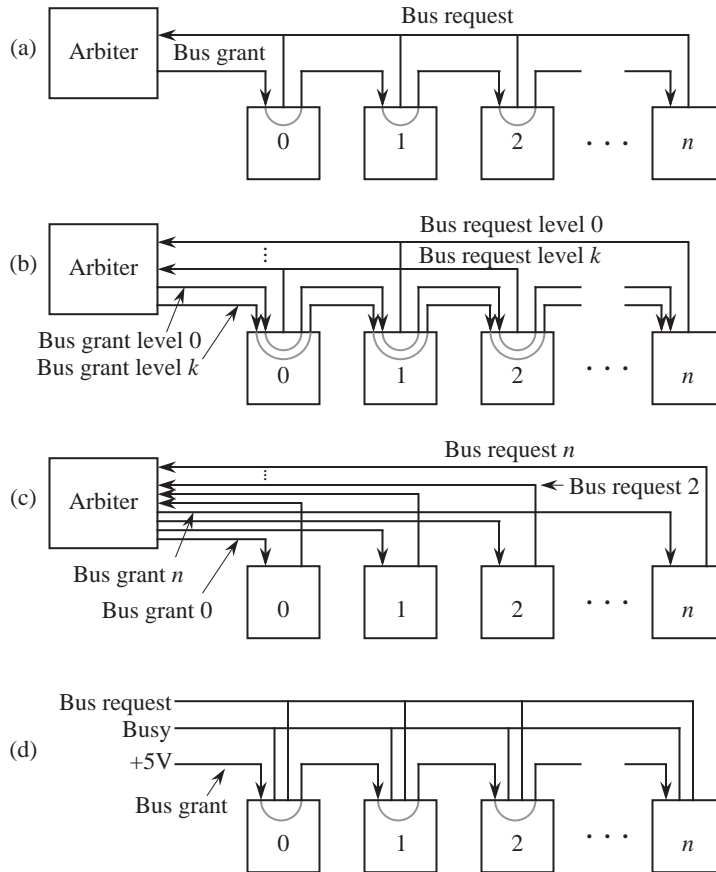 (a)
Arbiter
Bus request
Bus grant
0 1 2 . . . n
(b)
Arbiter
Bus request level 0
Bus request level k
Bus grant level 0
Bus grant level k
0 1 2 . . . n
(c)
Arbiter
Bus request n
Bus request 2
Bus grant n
Bus grant 0
0 1 2 . . . n
(d)
Bus request
Busy
+5V
Bus grant
0 1 2 . . . n